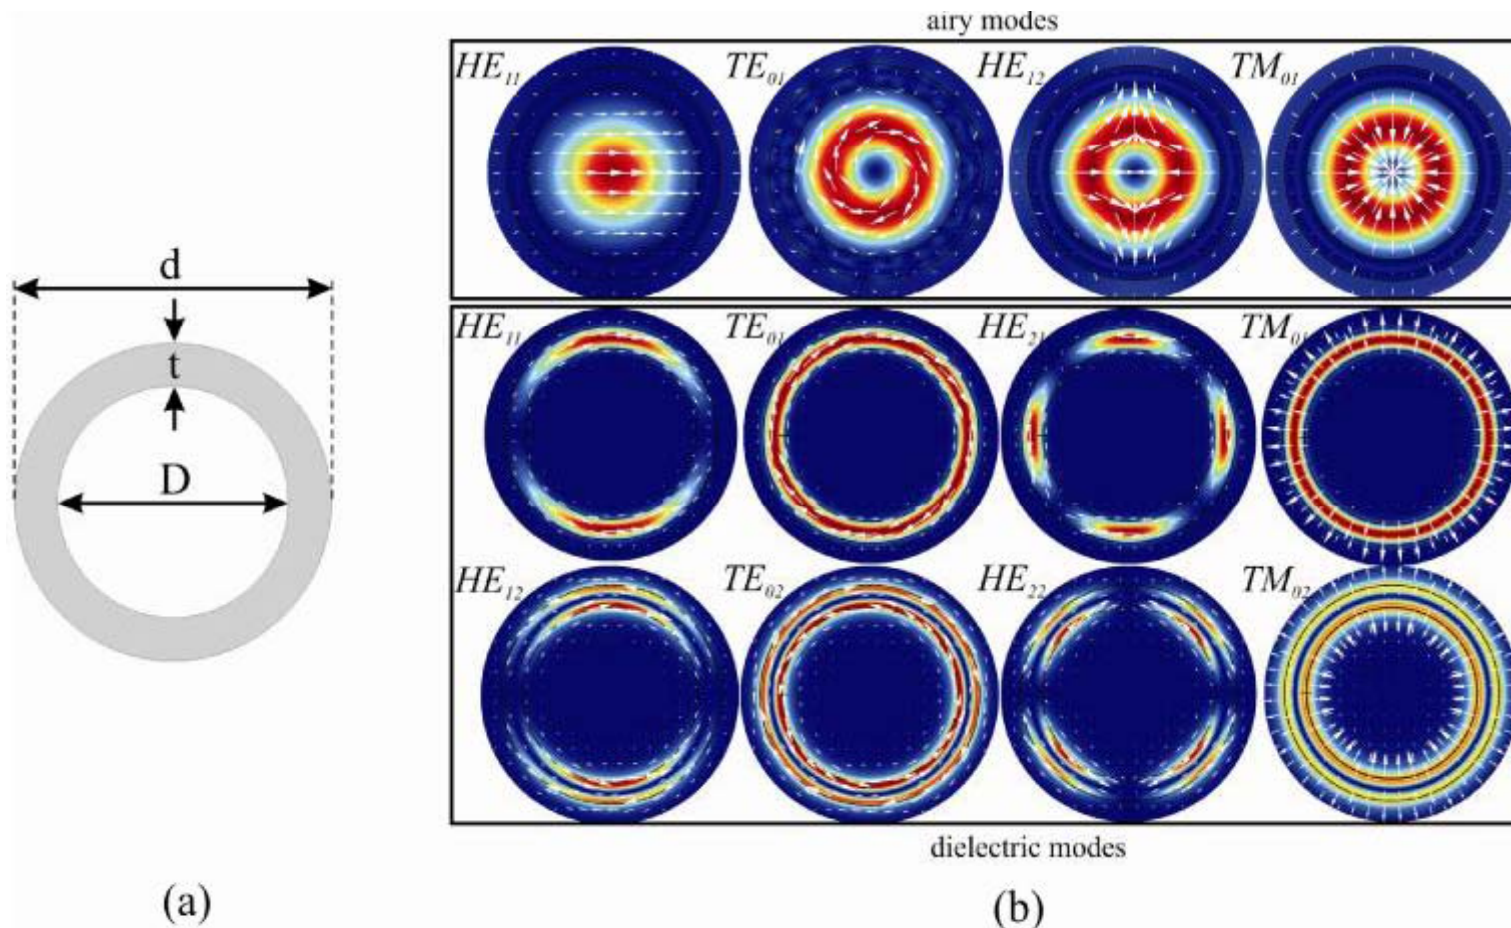 airy modes
HE11 TE01 HE12 TM01
d
HE11 TE01 HE21 TM01
t
D
HE12 TE02 HE22 TM02
dielectric modes
(a) (b)